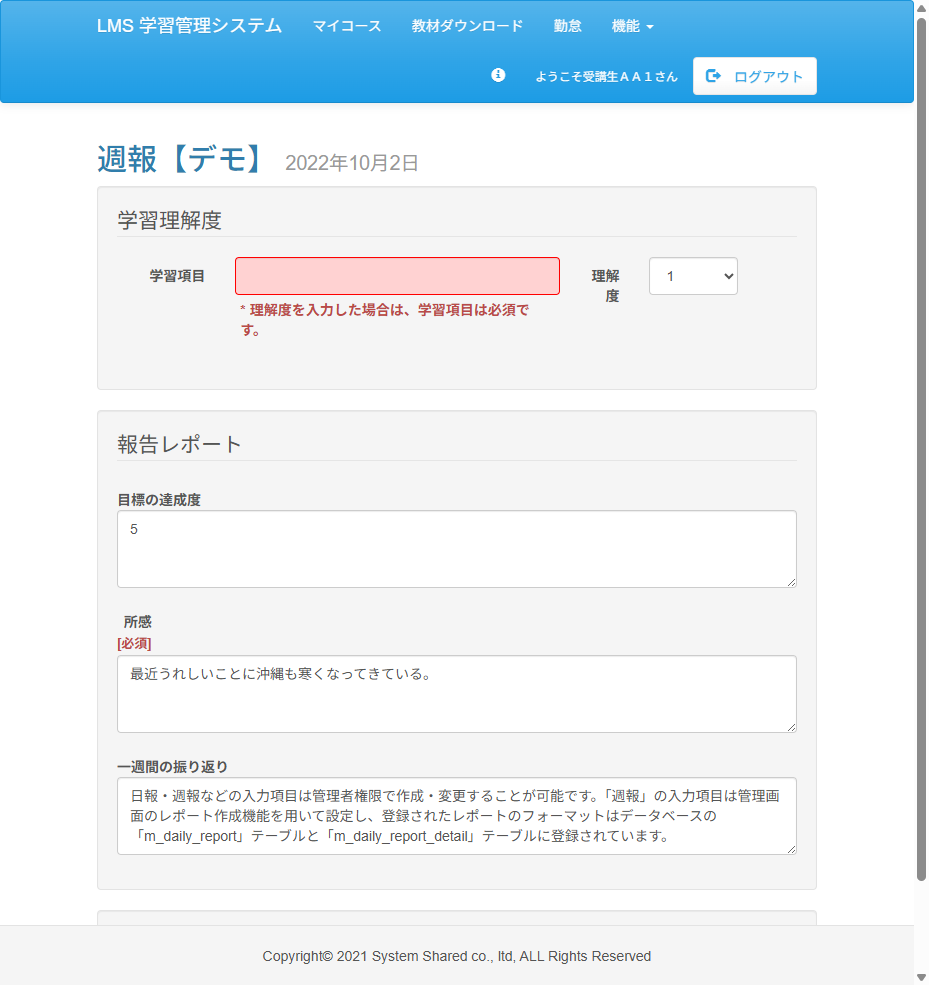 LMS 学習管理システム マイコース 教材ダウンロード 勤怠 機能
ようこそ受講生ＡＡ１さん ログアウト
週報【デモ】 2022年10月2日
学習理解度
学習項目 理解度 1
* 理解度を入力した場合は、学習項目は必須です。
報告レポート
目標の達成度
5
所感
[必須]
最近うれしいことに沖縄も寒くなってきている。
一週間の振り返り
日報・週報などの入力項目は管理者権限で作成・変更することが可能です。「週報」の入力項目は管理画
面のレポート作成機能を用いて設定し、登録されたレポートのフォーマットはデータベースの
「m_daily_report」テーブルと「m_daily_report_detail」テーブルに登録されています。
Copyright© 2021 System Shared co., ltd, ALL Rights Reserved